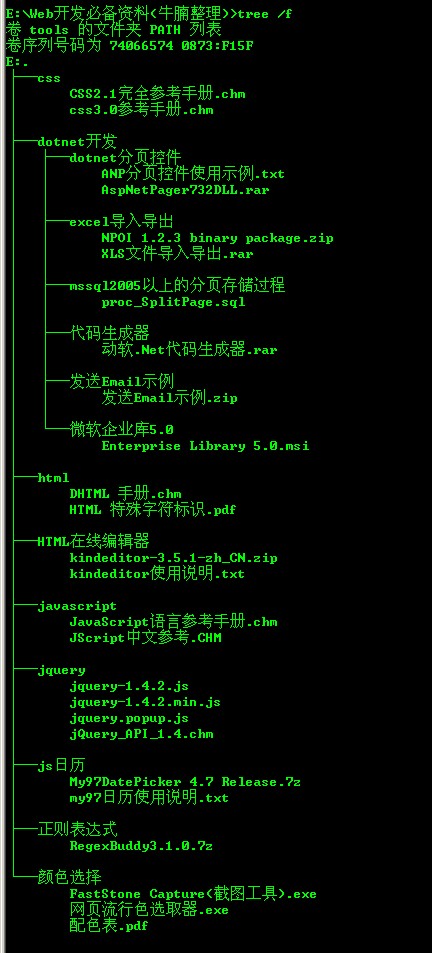 E:\Web开发必备资料(牛腩整理)>tree /f
卷 tools 的文件夹 PATH 列表
卷序列号码为 74066574 0873:F15F
E:.
├─css
│      CSS2.1完全参考手册.chm
│      css3.0参考手册.chm
│
├─dotnet开发
│  ├─dotnet分页控件
│  │      ANP分页控件使用示例.txt
│  │      AspNetPager732DLL.rar
│  │
│  ├─excel导入导出
│  │      NPOI 1.2.3 binary package.zip
│  │      XLS文件导入导出.rar
│  │
│  ├─mssql2005以上的分页存储过程
│  │      proc_SplitPage.sql
│  │
│  ├─代码生成器
│  │      动软.Net代码生成器.rar
│  │
│  ├─发送Email示例
│  │      发送Email示例.zip
│  │
│  └─微软企业库5.0
│          Enterprise Library 5.0.msi
│
├─html
│      DHTML 手册.chm
│      HTML 特殊字符标识.pdf
│
├─HTML在线编辑器
│      kindeditor-3.5.1-zh_CN.zip
│      kindeditor使用说明.txt
│
├─javascript
│      JavaScript语言参考手册.chm
│      JScript中文参考.CHM
│
├─jquery
│      jquery-1.4.2.js
│      jquery-1.4.2.min.js
│      jquery.popup.js
│      jQuery_API_1.4.chm
│
├─js日历
│      My97DatePicker 4.7 Release.7z
│      my97日历使用说明.txt
│
├─正则表达式
│      RegexBuddy3.1.0.7z
│
└─颜色选择
        FastStone Capture(截图工具).exe
        网页流行色选取器.exe
        配色表.pdf